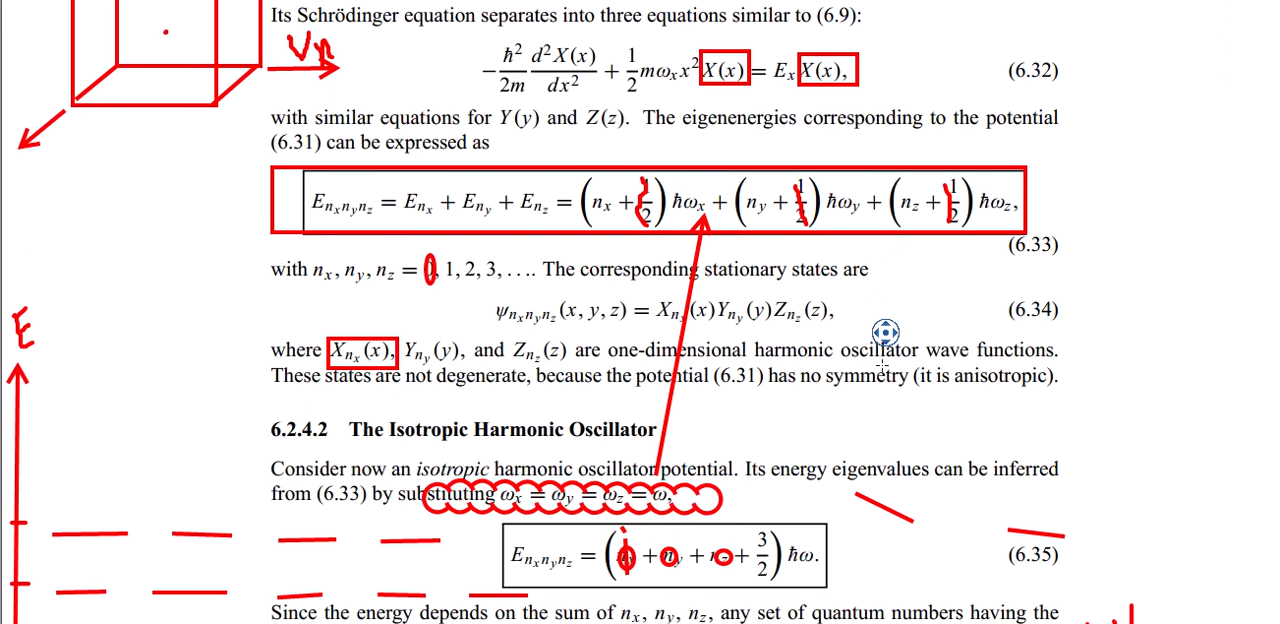 Its Schrödinger equation separates into three equations similar to (6.9):
−ħ²/2m d²X(x)/dx² + 1/2 mωₓx²X(x) = EₓX(x), (6.32)
with similar equations for Y(y) and Z(z). The eigenenergies corresponding to the potential
(6.31) can be expressed as
E_{n_x n_y n_z} = E_{n_x} + E_{n_y} + E_{n_z} = (n_x + 1/2) ħω_x + (n_y + 1/2) ħω_y + (n_z + 1/2) ħω_z,
(6.33)
with n_x, n_y, n_z = 0, 1, 2, 3, .... The corresponding stationary states are
ψ_{n_x n_y n_z}(x, y, z) = X_{n_x}(x)Y_{n_y}(y)Z_{n_z}(z), (6.34)
E
where X_{n_x}(x), Y_{n_y}(y), and Z_{n_z}(z) are one-dimensional harmonic oscillator wave functions.
These states are not degenerate, because the potential (6.31) has no symmetry (it is anisotropic).
6.2.4.2 The Isotropic Harmonic Oscillator
Consider now an isotropic harmonic oscillator potential. Its energy eigenvalues can be inferred
from (6.33) by substituting ω_x = ω_y = ω_z = ω,
E_{n_x n_y n_z} = (n_x + n_y + n_z + 3/2) ħω. (6.35)
Since the energy depends on the sum of n_x, n_y, n_z, any set of quantum numbers having the